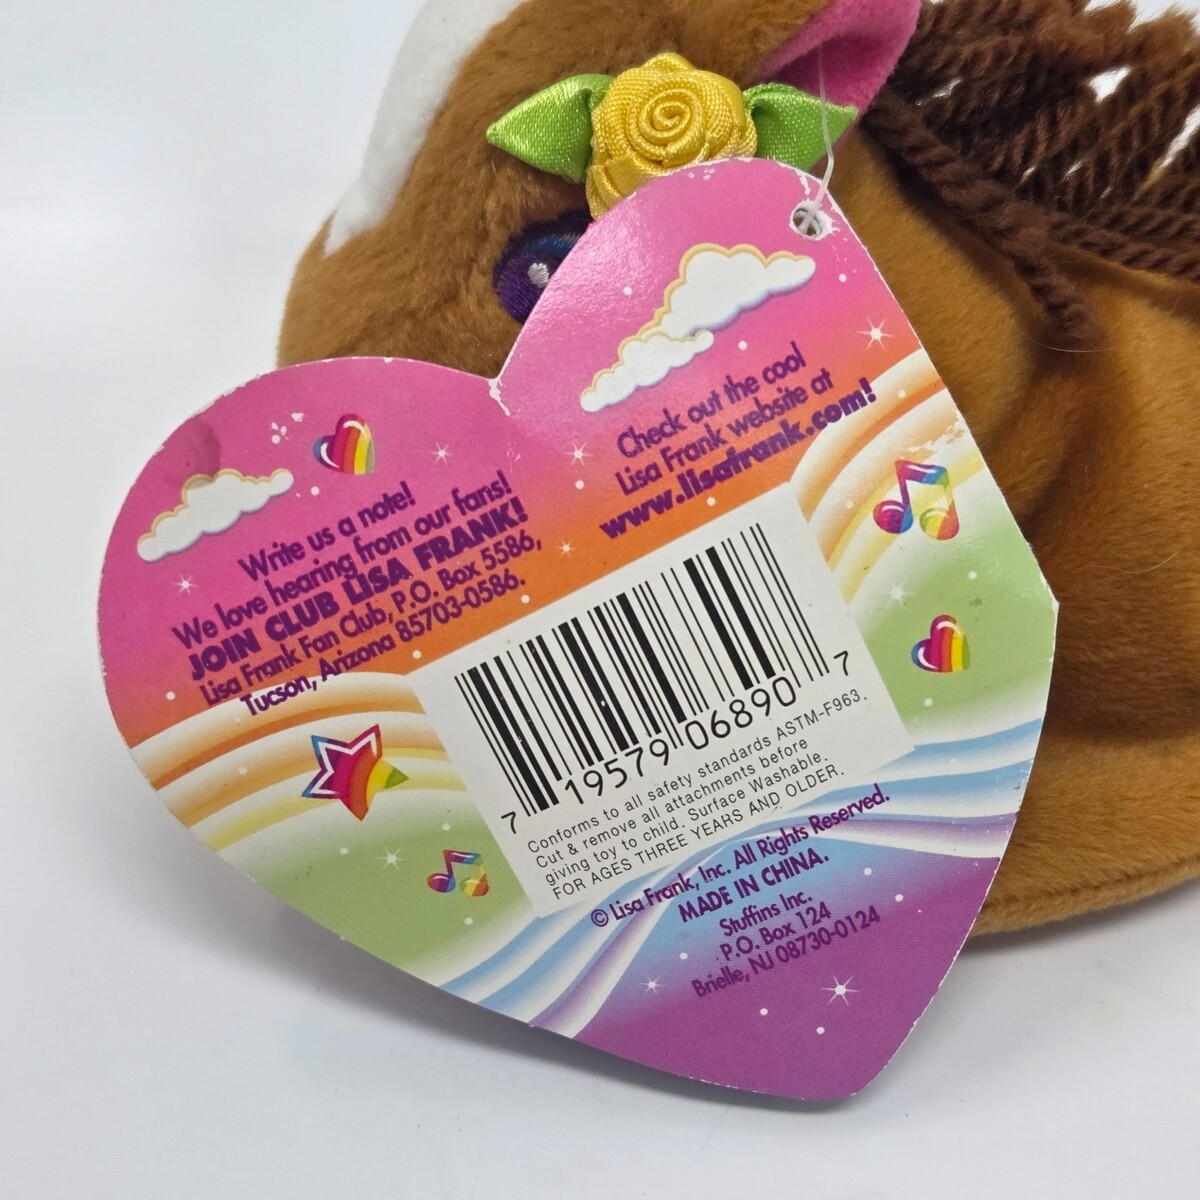 Write us a note!
We love hearing from our fans!
JOIN CLUB LISA FRANK!
Lisa Frank Fan Club, P.O. Box 5586,
Tucson, Arizona 85703-0586.
Check out the cool
Lisa Frank website at
www.lisafrank.com!
7 19579 06890 7
Conforms to all safety standards ASTM-F963.
Cut & remove all attachments before
giving toy to child. Surface Washable.
FOR AGES THREE YEARS AND OLDER.
© Lisa Frank, Inc. All Rights Reserved.
MADE IN CHINA.
Stuffins Inc.
P.O. Box 124
Brielle, NJ 08730-0124